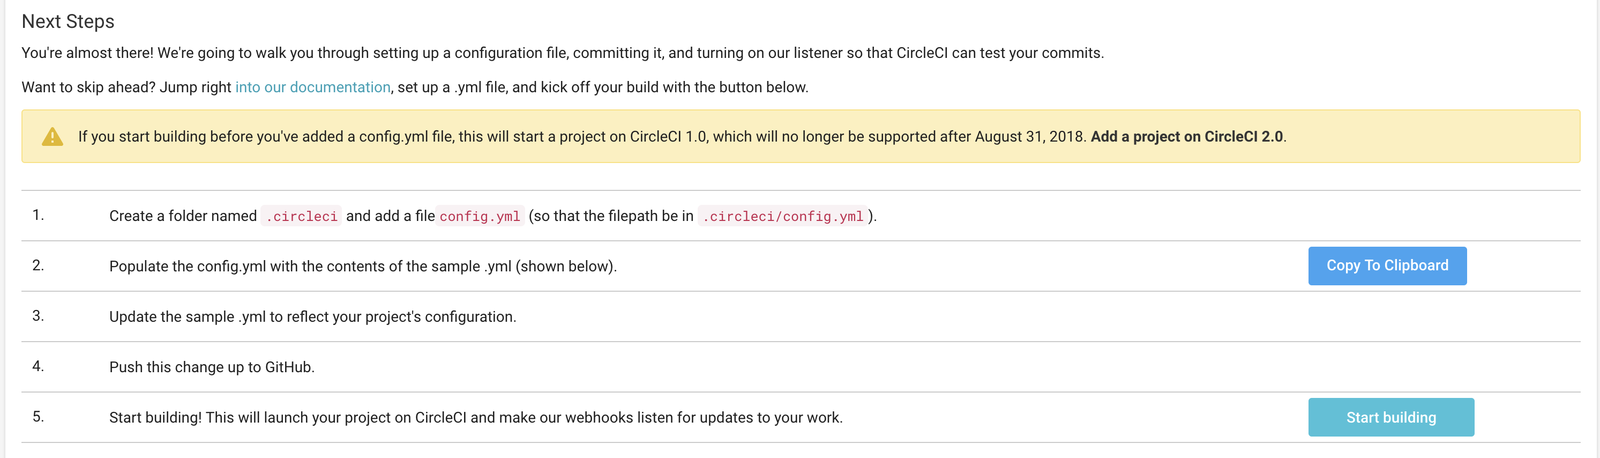 Next Steps
You're almost there! We're going to walk you through setting up a configuration file, committing it, and turning on our listener so that CircleCI can test your commits.
Want to skip ahead? Jump right into our documentation, set up a .yml file, and kick off your build with the button below.
If you start building before you've added a config.yml file, this will start a project on CircleCI 1.0, which will no longer be supported after August 31, 2018. Add a project on CircleCI 2.0.
1. Create a folder named .circleci and add a file config.yml (so that the filepath be in .circleci/config.yml ).
2. Populate the config.yml with the contents of the sample .yml (shown below). Copy To Clipboard
3. Update the sample .yml to reflect your project's configuration.
4. Push this change up to GitHub.
5. Start building! This will launch your project on CircleCI and make our webhooks listen for updates to your work. Start building